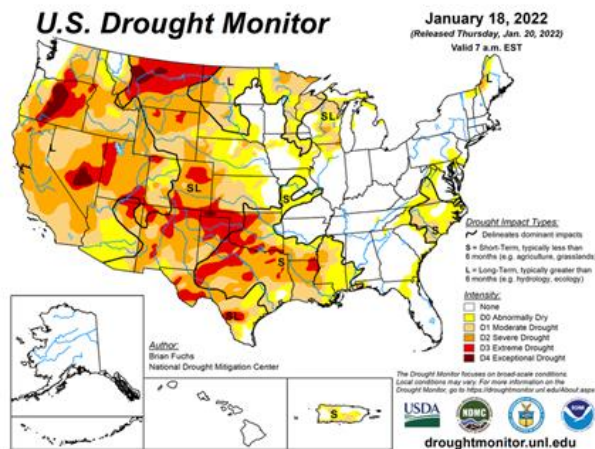 U.S. Drought Monitor
January 18, 2022
(Released Thursday, Jan. 20, 2022)
Valid 7 a.m. EST
L
L
SL
L
SL
S
S
S
SL
Drought Impact Types:
Delineates dominant impacts
S = Short-Term, typically less than
6 months (e.g. agriculture, grasslands)
L = Long-Term, typically greater than
6 months (e.g. hydrology, ecology)
Intensity:
None
D0 Abnormally Dry
D1 Moderate Drought
D2 Severe Drought
D3 Extreme Drought
D4 Exceptional Drought
Author:
Brian Fuchs
National Drought Mitigation Center
S
The Drought Monitor focuses on broad-scale conditions.
Local conditions may vary. For more information on the
Drought Monitor, go to https://droughtmonitor.unl.edu/About.aspx
USDA
NDMC
droughtmonitor.unl.edu